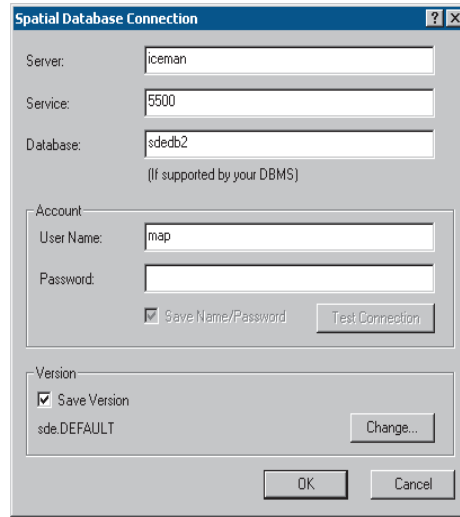 Spatial Database Connection
Server: iceman
Service: 5500
Database: sdedb2
(If supported by your DBMS)
Account
User Name: map
Password:
Save Name/Password Test Connection
Version
Save Version
sde.DEFAULT Change...
OK Cancel